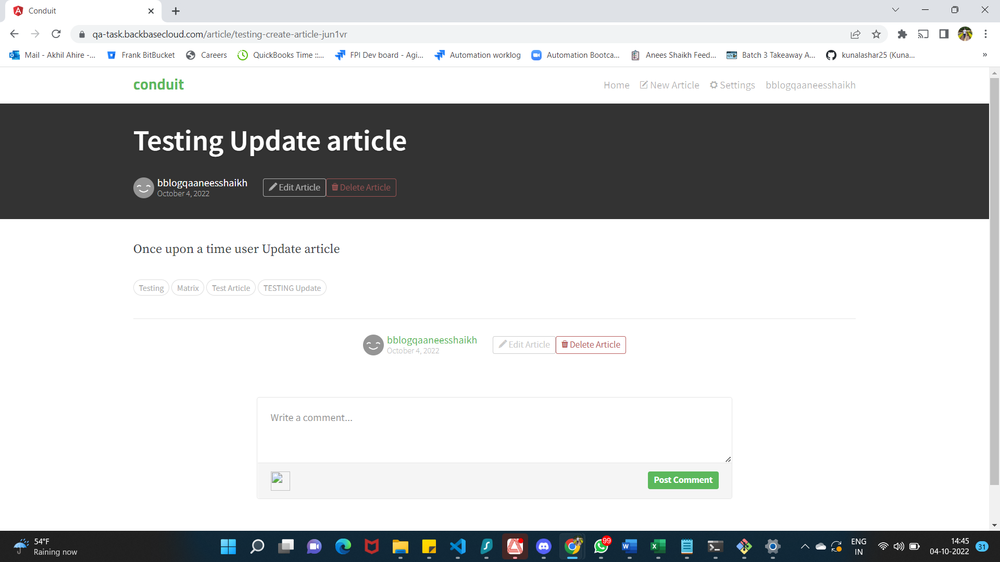 Conduit
qa-task.backbasecloud.com/article/testing-create-article-jun1vr
Mail - Akhil Ahire -... Frank BitBucket Careers QuickBooks Time ::... FPI Dev board - Agi... Automation worklog Automation Bootca... Anees Shaikh Feed... Batch 3 Takeaway A... kunalashar25 (Kuna... »
conduit Home New Article Settings bblogqaaneesshaikh
Testing Update article
bblogqaaneesshaikh
October 4, 2022
Edit Article Delete Article
Once upon a time user Update article
Testing Matrix Test Article TESTING Update
bblogqaaneesshaikh
October 4, 2022
Edit Article Delete Article
Write a comment...
Post Comment
54°F
Raining now
99
ENG
IN
14:45
04-10-2022
31